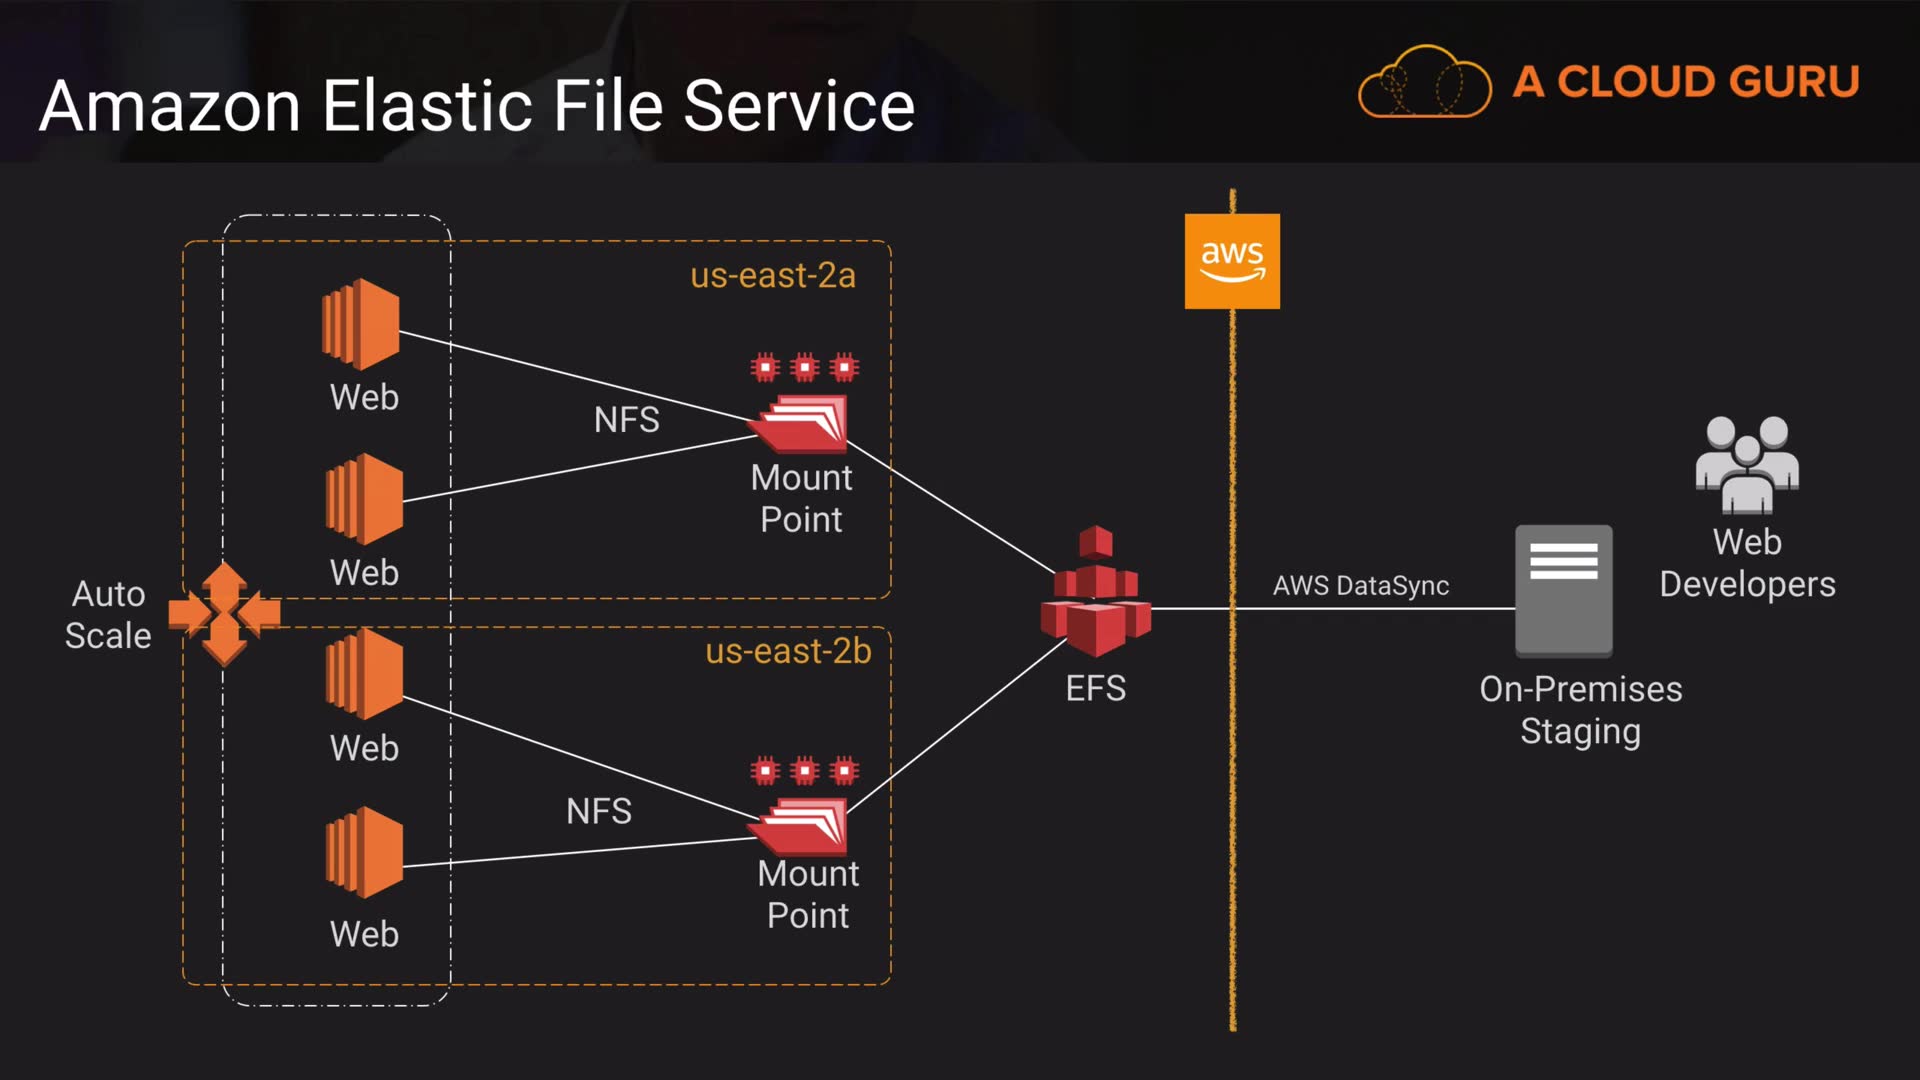 Amazon Elastic File Service
A CLOUD GURU
aws
us-east-2a
Web
NFS
Mount
Point
Web
Auto
Scale
us-east-2b
Web
NFS
Mount
Point
Web
EFS
AWS DataSync
Web
Developers
On-Premises
Staging